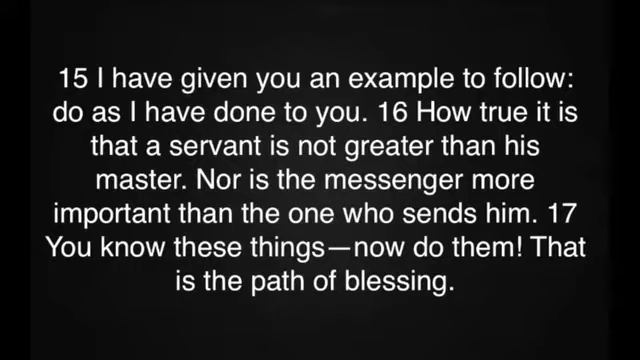 15 I have given you an example to follow:
do as I have done to you. 16 How true it is
that a servant is not greater than his
master. Nor is the messenger more
important than the one who sends him. 17
You know these things—now do them! That
is the path of blessing.